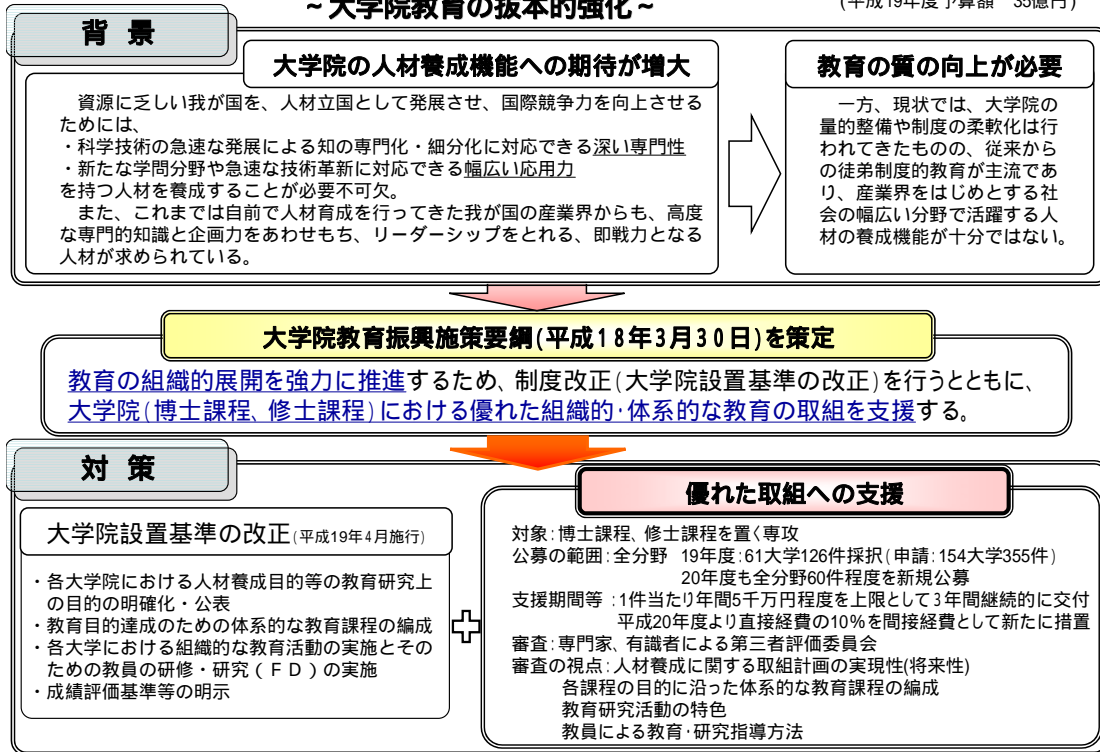 ~大学院教育の抜本的強化~
(平成19年度予算額 35億円)
背 景
大学院の人材養成機能への期待が増大
資源に乏しい我が国を、人材立国として発展させ、国際競争力を向上させる
ためには、
・科学技術の急速な発展による知の専門化・細分化に対応できる深い専門性
・新たな学問分野や急速な技術革新に対応できる幅広い応用力
を持つ人材を養成することが必要不可欠。
また、これまでは自前で人材育成を行ってきた我が国の産業界からも、高度
な専門的知識と企画力をあわせもち、リーダーシップをとれる、即戦力となる
人材が求められている。
教育の質の向上が必要
一方、現状では、大学院の
量的整備や制度の柔軟化は行
われてきたものの、従来から
の徒弟制度的教育が主流であ
り、産業界をはじめとする社
会の幅広い分野で活躍する人
材の養成機能が十分ではない。
大学院教育振興施策要綱(平成18年3月30日)を策定
教育の組織的展開を強力に推進するため、制度改正(大学院設置基準の改正)を行うとともに、
大学院(博士課程、修士課程)における優れた組織的・体系的な教育の取組を支援する。
対 策
大学院設置基準の改正(平成19年4月施行)
・各大学院における人材養成目的等の教育研究上
の目的の明確化・公表
・教育目的達成のための体系的な教育課程の編成
・各大学における組織的な教育活動の実施とその
ための教員の研修・研究(FD)の実施
・成績評価基準等の明示
優れた取組への支援
対象:博士課程、修士課程を置く専攻
公募の範囲:全分野 19年度:61大学126件採択(申請:154大学355件)
20年度も全分野60件程度を新規公募
支援期間等:1件当たり年間5千万円程度を上限として3年間継続的に交付
平成20年度より直接経費の10%を間接経費として新たに措置
審査:専門家、有識者による第三者評価委員会
審査の視点:人材養成に関する取組計画の実現性(将来性)
各課程の目的に沿った体系的な教育課程の編成
教育研究活動の特色
教員による教育・研究指導方法